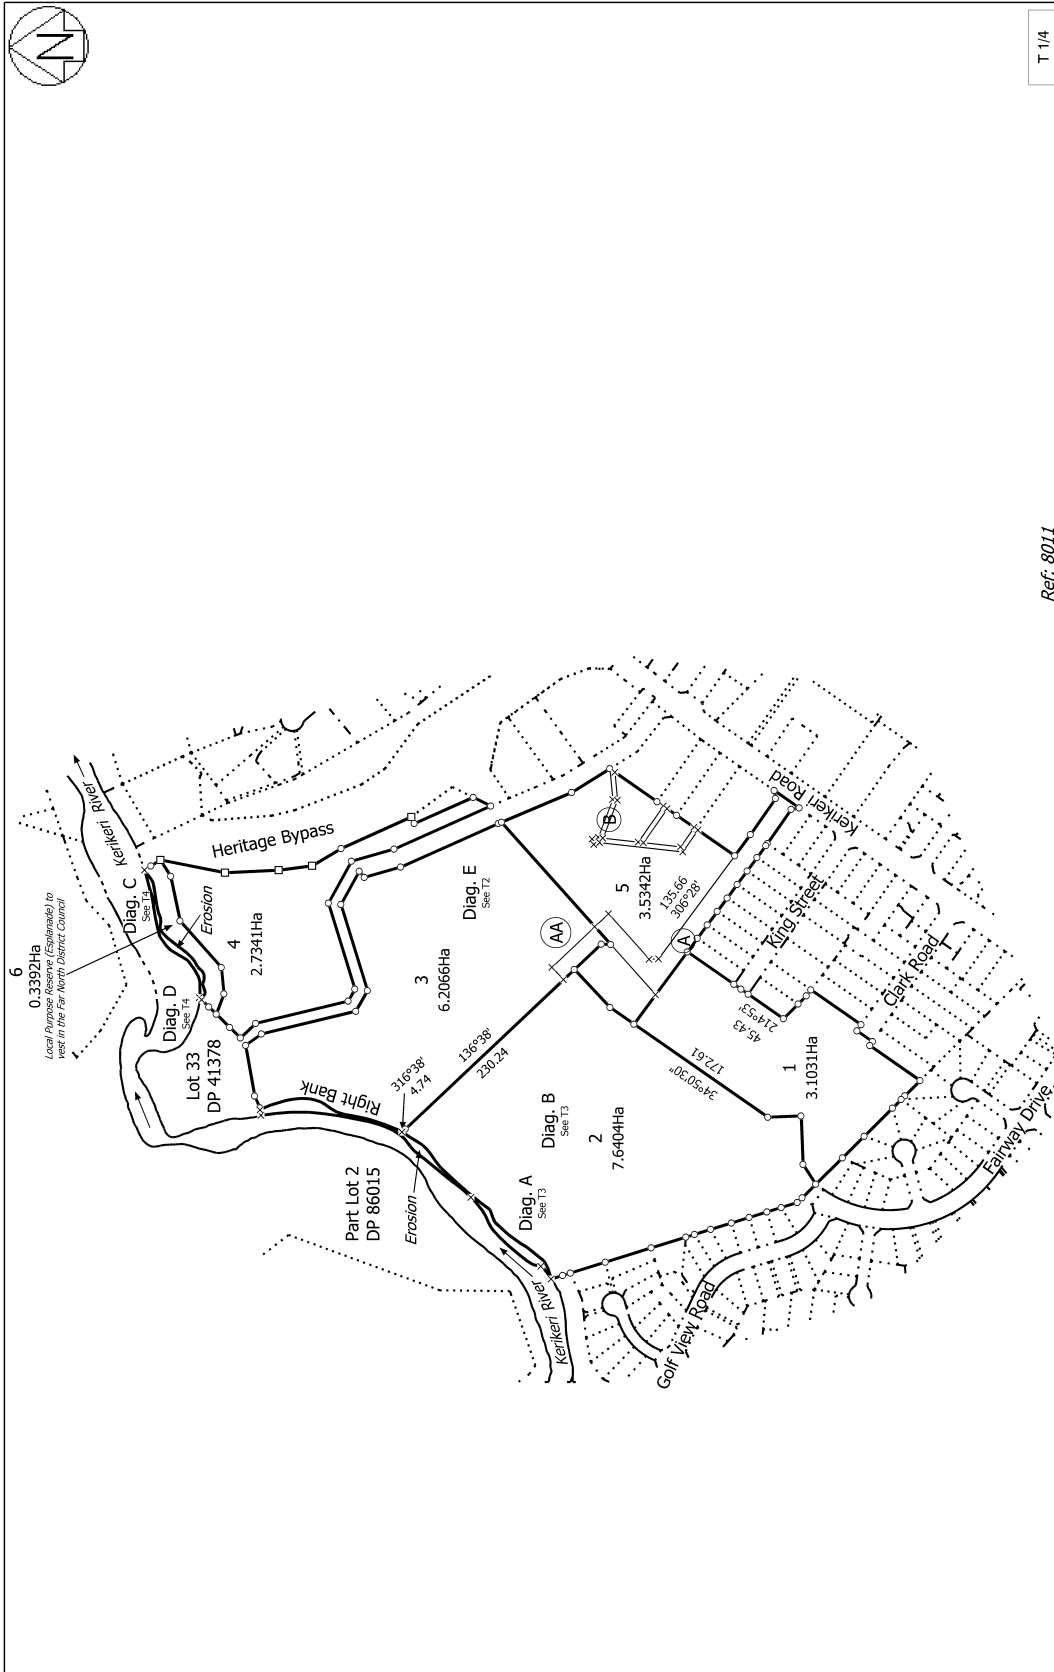 N
T 1/4
6
0.3392Ha
Local Purpose Reserve (Esplanade) to
vest in the Far North District Council
Kerikeri River
Diag. C
See T4
Erosion
Heritage Bypass
4
2.7341Ha
Diag. D
See T4
Lot 33
DP 41378
Right Bank
316°38'
4.74
136°38'
230.24
3
6.2066Ha
Diag. E
See T2
AA
B
5
3.5342Ha
135.66
306°28'
A
Kerikeri Road
Kerikeri Road
King Street
Clark Road
45.43
214°53'
172.61
34°50'30"
1
3.1031Ha
Part Lot 2
DP 86015
Erosion
Diag. A
See T3
Diag. B
See T3
2
7.6404Ha
Kerikeri River
Golf View Road
Fairway Drive
Ref: 8011